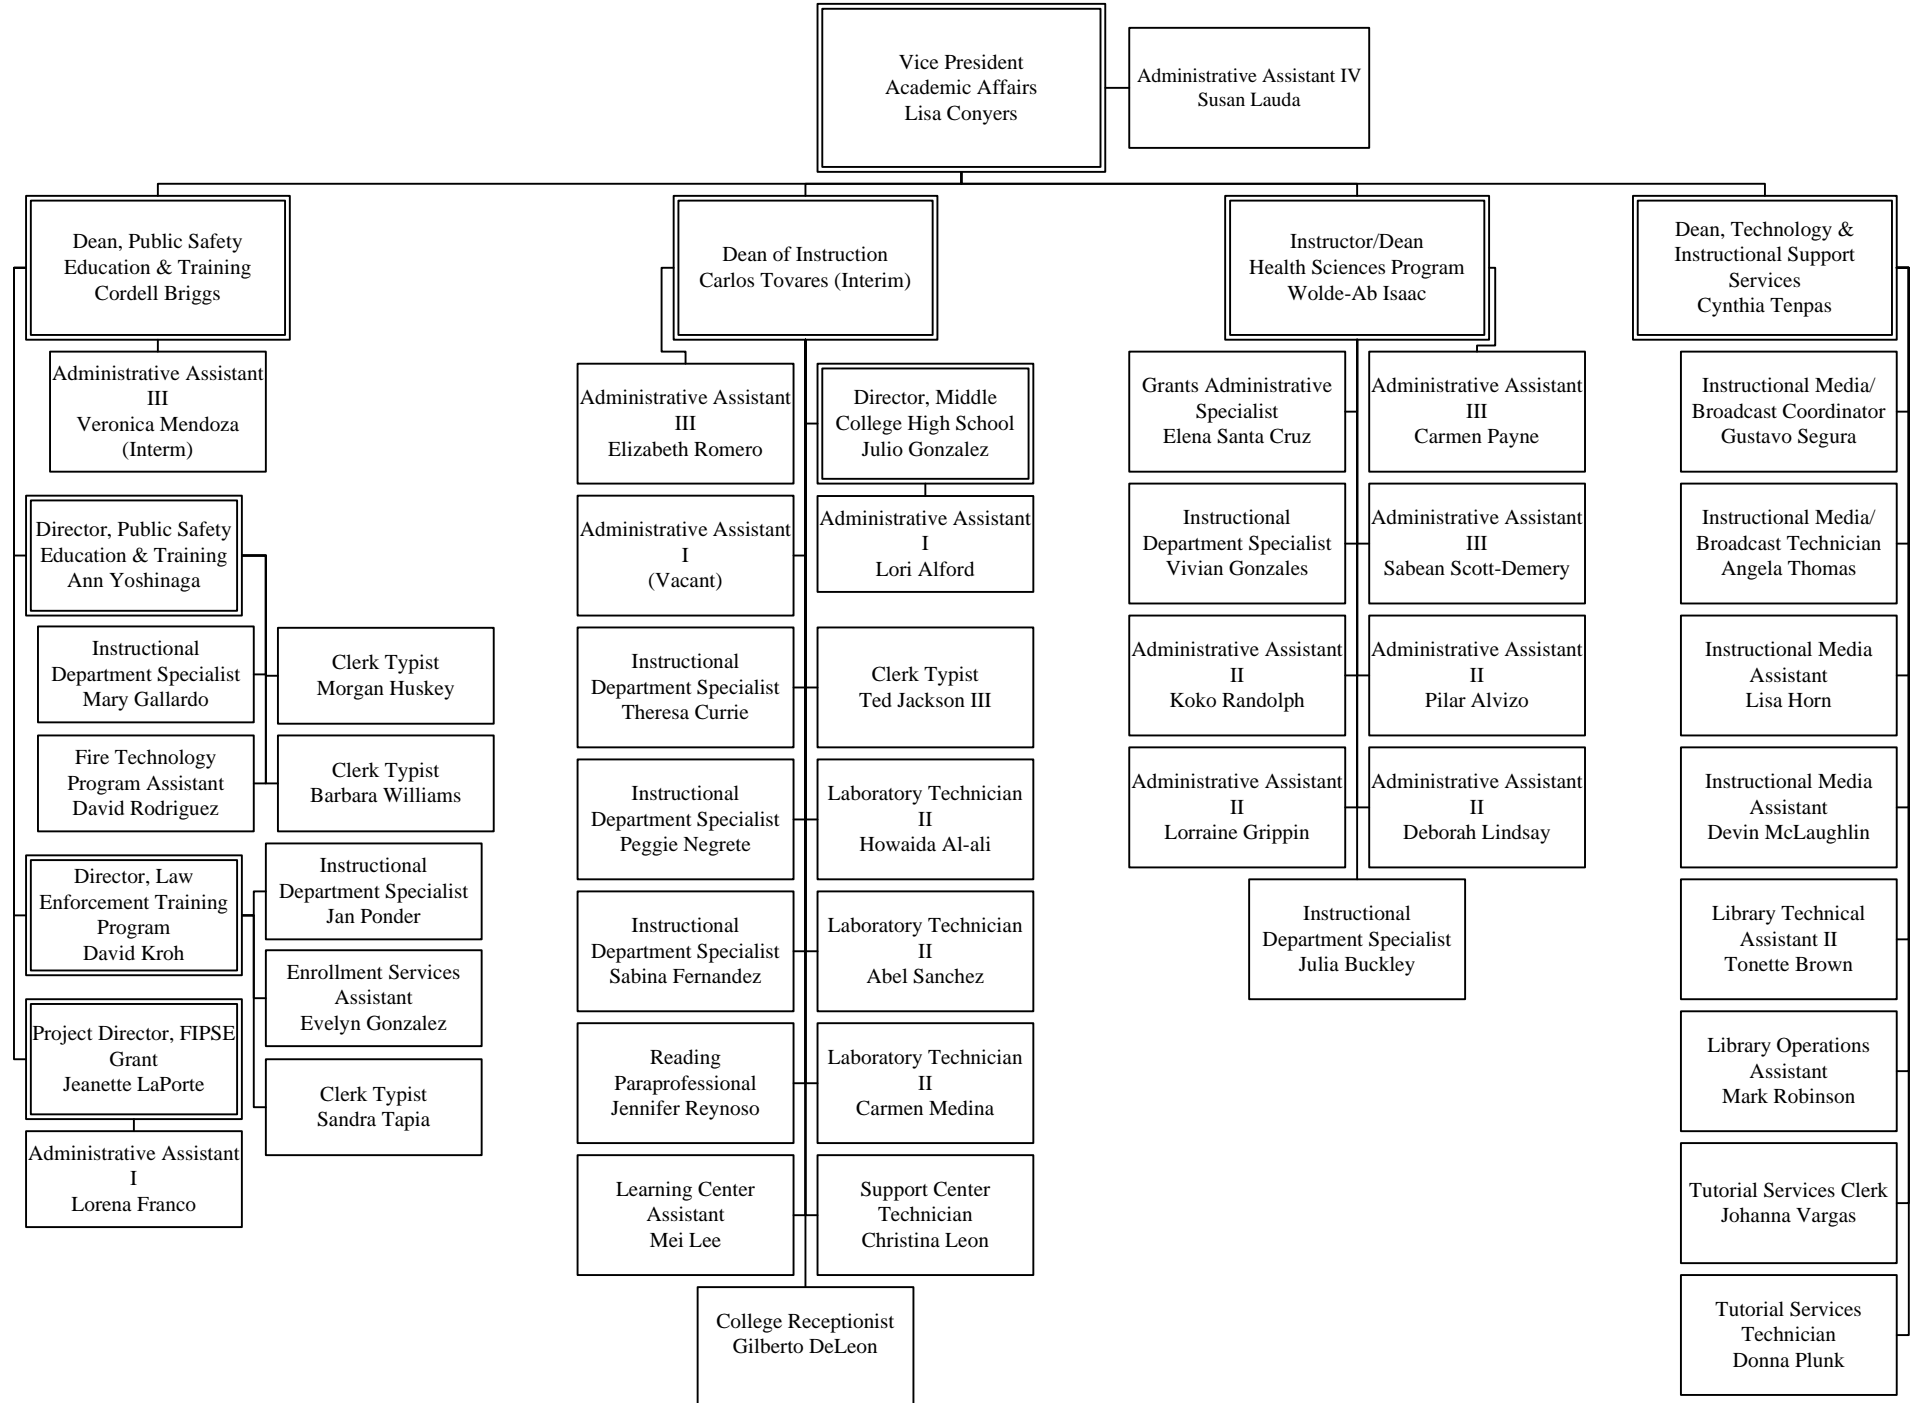 Vice President
Academic Affairs
Lisa Conyers
Administrative Assistant IV
Susan Lauda
Dean, Public Safety
Education & Training
Cordell Briggs
Administrative Assistant
III
Veronica Mendoza
(Interm)
Director, Public Safety
Education & Training
Ann Yoshinaga
Instructional
Department Specialist
Mary Gallardo
Clerk Typist
Morgan Huskey
Fire Technology
Program Assistant
David Rodriguez
Clerk Typist
Barbara Williams
Director, Law
Enforcement Training
Program
David Kroh
Instructional
Department Specialist
Jan Ponder
Enrollment Services
Assistant
Evelyn Gonzalez
Clerk Typist
Sandra Tapia
Project Director, FIPSE
Grant
Jeanette LaPorte
Administrative Assistant
I
Lorena Franco
Dean of Instruction
Carlos Tovares (Interim)
Administrative Assistant
III
Elizabeth Romero
Director, Middle
College High School
Julio Gonzalez
Administrative Assistant
I
(Vacant)
Administrative Assistant
I
Lori Alford
Instructional
Department Specialist
Theresa Currie
Clerk Typist
Ted Jackson III
Instructional
Department Specialist
Peggie Negrete
Laboratory Technician
II
Howaida Al-ali
Instructional
Department Specialist
Sabina Fernandez
Laboratory Technician
II
Abel Sanchez
Reading
Paraprofessional
Jennifer Reynoso
Laboratory Technician
II
Carmen Medina
Learning Center
Assistant
Mei Lee
Support Center
Technician
Christina Leon
College Receptionist
Gilberto DeLeon
Instructor/Dean
Health Sciences Program
Wolde-Ab Isaac
Grants Administrative
Specialist
Elena Santa Cruz
Administrative Assistant
III
Carmen Payne
Instructional
Department Specialist
Vivian Gonzales
Administrative Assistant
III
Sabean Scott-Demery
Administrative Assistant
II
Koko Randolph
Administrative Assistant
II
Pilar Alvizo
Administrative Assistant
II
Lorraine Grippin
Administrative Assistant
II
Deborah Lindsay
Instructional
Department Specialist
Julia Buckley
Dean, Technology &
Instructional Support
Services
Cynthia Tenpas
Instructional Media/
Broadcast Coordinator
Gustavo Segura
Instructional Media/
Broadcast Technician
Angela Thomas
Instructional Media
Assistant
Lisa Horn
Instructional Media
Assistant
Devin McLaughlin
Library Technical
Assistant II
Tonette Brown
Library Operations
Assistant
Mark Robinson
Tutorial Services Clerk
Johanna Vargas
Tutorial Services
Technician
Donna Plunk